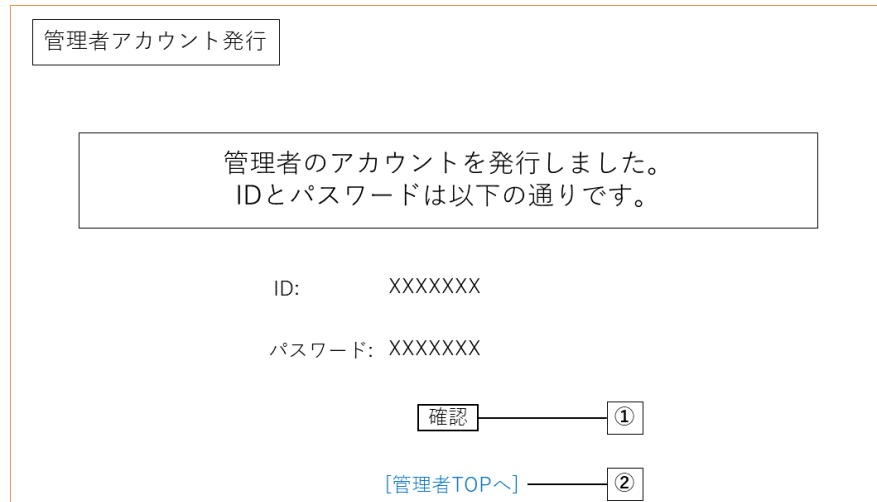 管理者アカウント発行
管理者のアカウントを発行しました。
IDとパスワードは以下の通りです。
ID: XXXXXXX
パスワード: XXXXXXX
確認 ①
[管理者TOPへ] ②